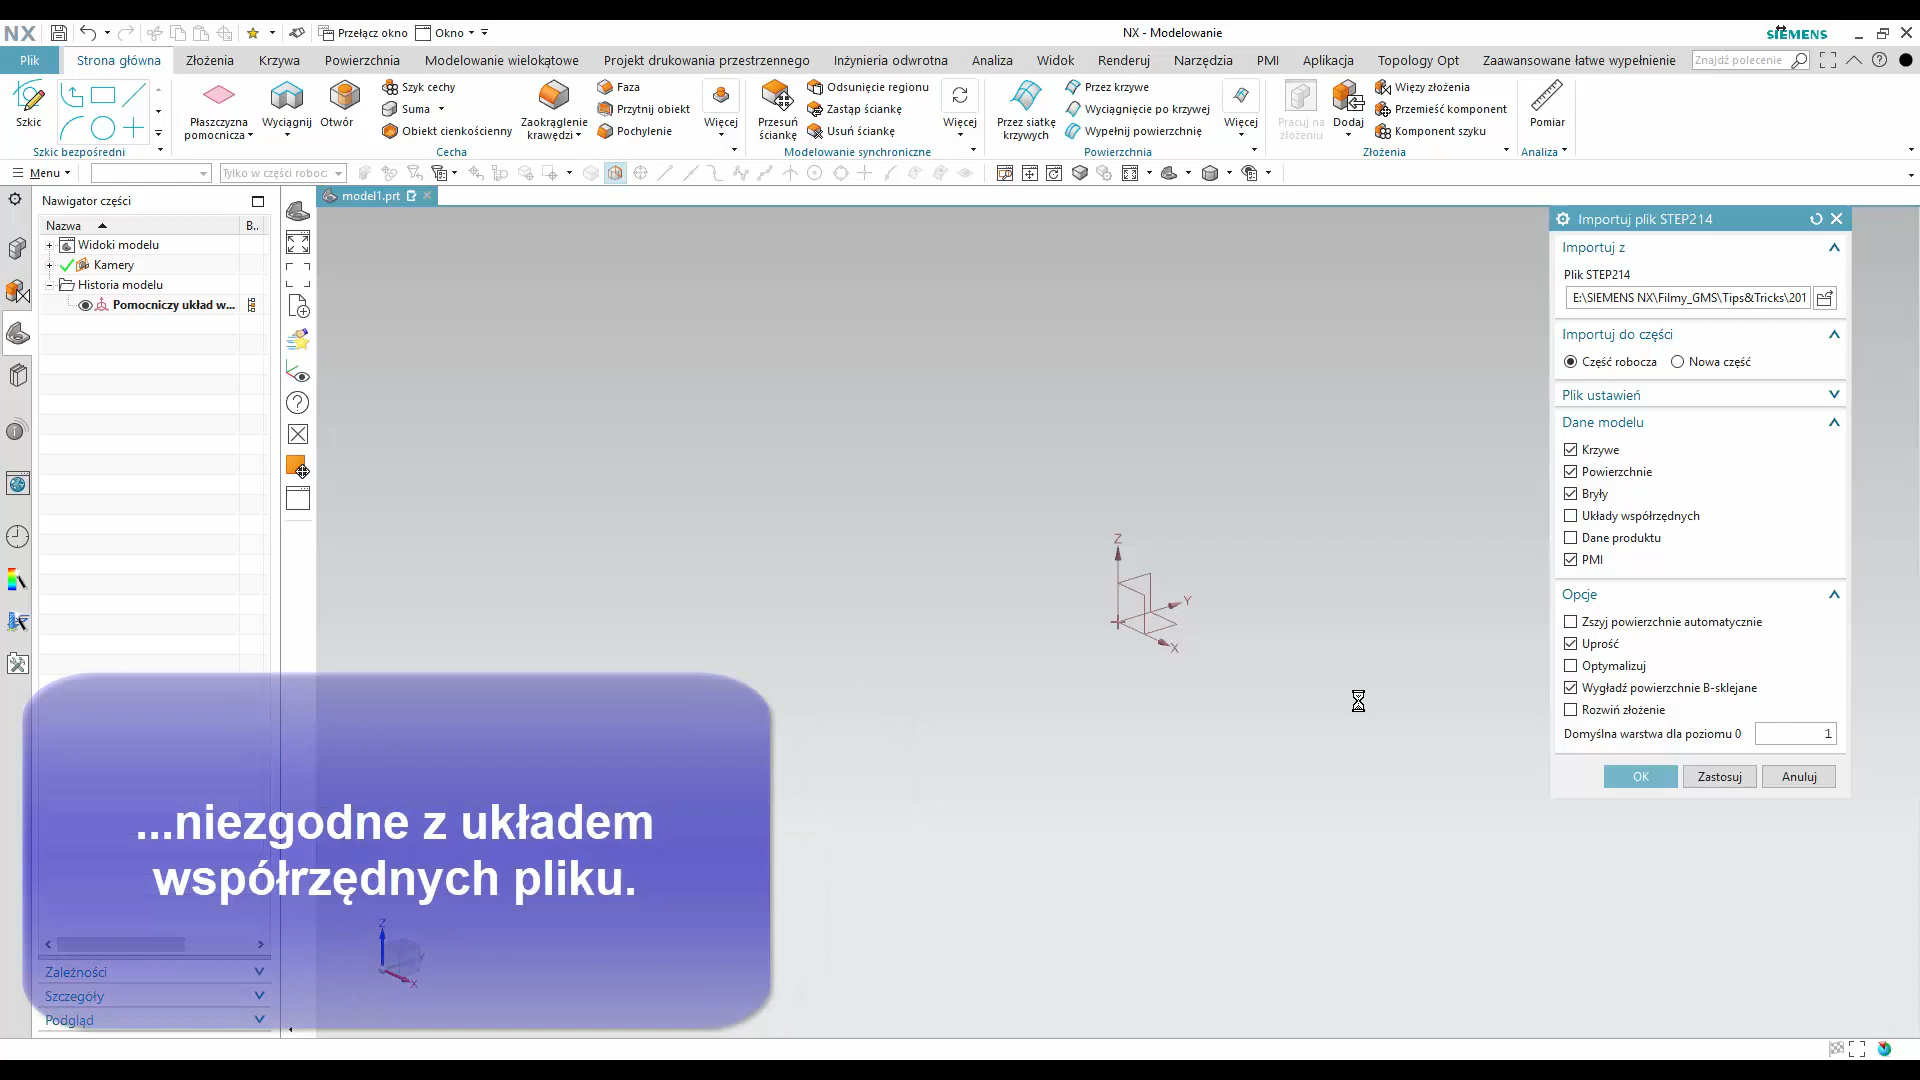 NX
Przełącz okno
Okno
NX - Modelowanie
SIEMENS
Plik
Strona główna
Złożenia
Krzywa
Powierzchnia
Modelowanie wielokątowe
Projekt drukowania przestrzennego
Inżynieria odwrotna
Analiza
Widok
Renderuj
Narzędzia
PMI
Aplikacja
Topology Opt
Zaawansowane łatwe wypełnienie
Znajdź polecenie
Szkic
Szkic bezpośredni
Płaszczyzna pomocnicza
Wyciągnij
Otwór
Szyk cechy
Suma
Obiekt cienkościenny
Zaokrąglenie krawędzi
Faza
Przytnij obiekt
Pochylenie
Więcej
Cecha
Przesuń ściankę
Odsunięcie regionu
Zastąp ściankę
Usuń ściankę
Więcej
Modelowanie synchroniczne
Przez siatkę krzywych
Przez krzywe
Wyciągnięcie po krzywej
Wypełnij powierzchnię
Więcej
Powierzchnia
Pracuj na złożeniu
Dodaj
Więzy złożenia
Przemieść komponent
Komponent szyku
Złożenia
Pomiar
Analiza
Menu
Tylko w części roboc:
Nawigator części
model1.prt
Nazwa
B..
Widoki modelu
Kamery
Historia modelu
Pomocniczy układ w...
Z
Y
X
Importuj plik STEP214
Importuj z
Plik STEP214
E:\SIEMENS NX\Filmy_GMS\Tips&Tricks\201
Importuj do części
Część robocza
Nowa część
Plik ustawień
Dane modelu
Krzywe
Powierzchnie
Bryły
Układy współrzędnych
Dane produktu
PMI
Opcje
Zszyj powierzchnie automatycznie
Uprość
Optymalizuj
Wygładź powierzchnie B-sklejane
Rozwiń złożenie
Domyślna warstwa dla poziomu 0
1
OK
Zastosuj
Anuluj
...niezgodne z układem
współrzędnych pliku.
Z
X
Zależności
Szczegóły
Podgląd